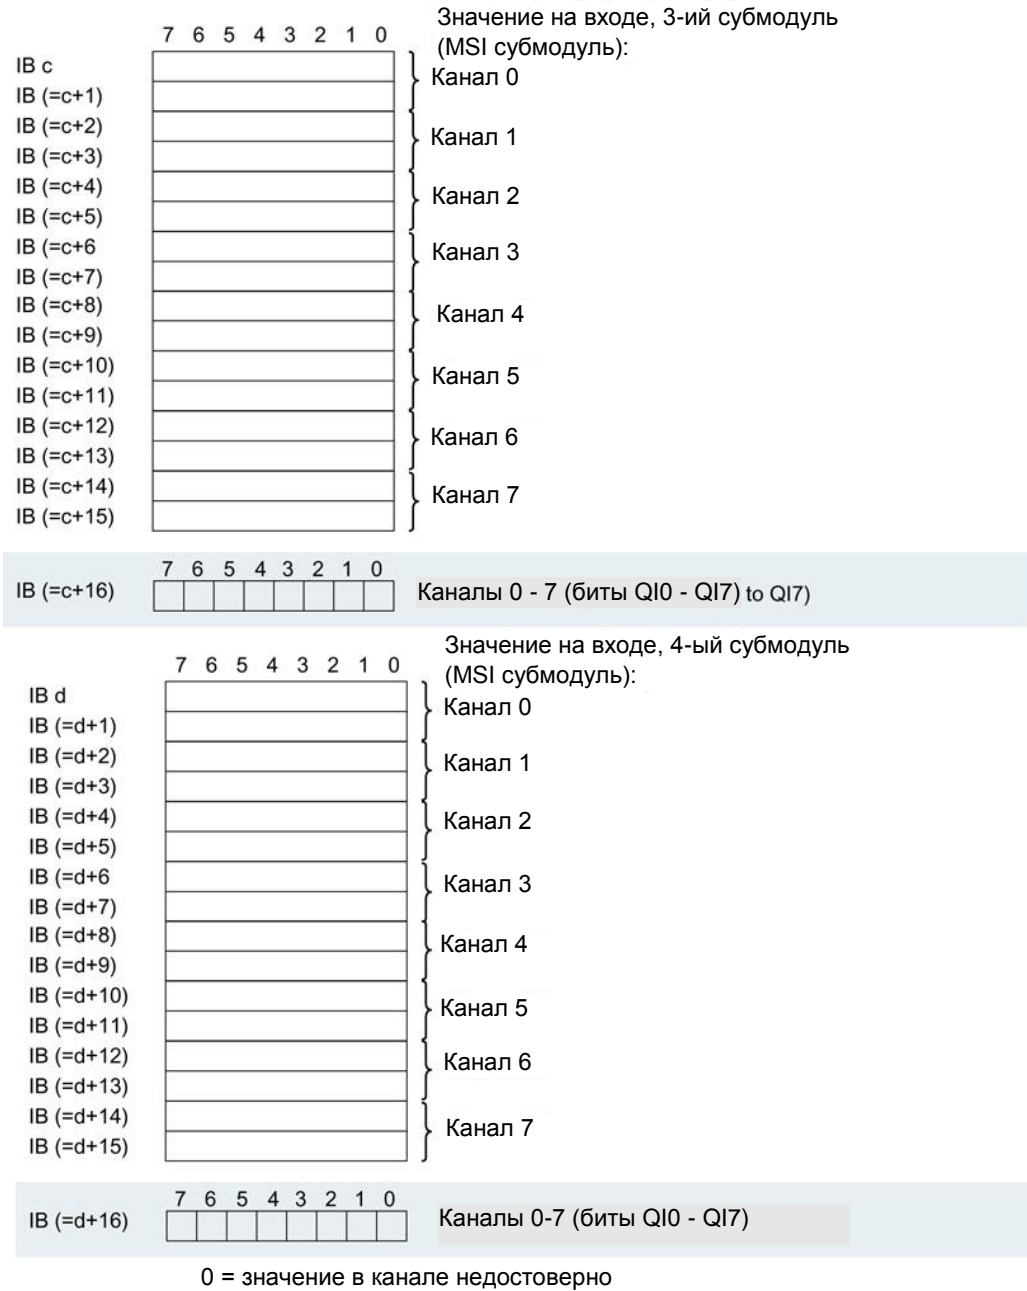 Значение на входе, 3-ий субмодуль
(MSI субмодуль):
7 6 5 4 3 2 1 0
IB c
Канал 0
IB (=c+1)
IB (=c+2)
Канал 1
IB (=c+3)
IB (=c+4)
Канал 2
IB (=c+5)
IB (=c+6
Канал 3
IB (=c+7)
IB (=c+8)
Канал 4
IB (=c+9)
IB (=c+10)
Канал 5
IB (=c+11)
IB (=c+12)
Канал 6
IB (=c+13)
IB (=c+14)
Канал 7
IB (=c+15)
7 6 5 4 3 2 1 0
IB (=c+16) Каналы 0 - 7 (биты QI0 - QI7) to QI7)
Значение на входе, 4-ый субмодуль
(MSI субмодуль):
7 6 5 4 3 2 1 0
IB d
Канал 0
IB (=d+1)
IB (=d+2)
Канал 1
IB (=d+3)
IB (=d+4)
Канал 2
IB (=d+5)
IB (=d+6
Канал 3
IB (=d+7)
IB (=d+8)
Канал 4
IB (=d+9)
IB (=d+10)
Канал 5
IB (=d+11)
IB (=d+12)
Канал 6
IB (=d+13)
IB (=d+14)
Канал 7
IB (=d+15)
7 6 5 4 3 2 1 0
IB (=d+16) Каналы 0-7 (биты QI0 - QI7)
0 = значение в канале недостоверно